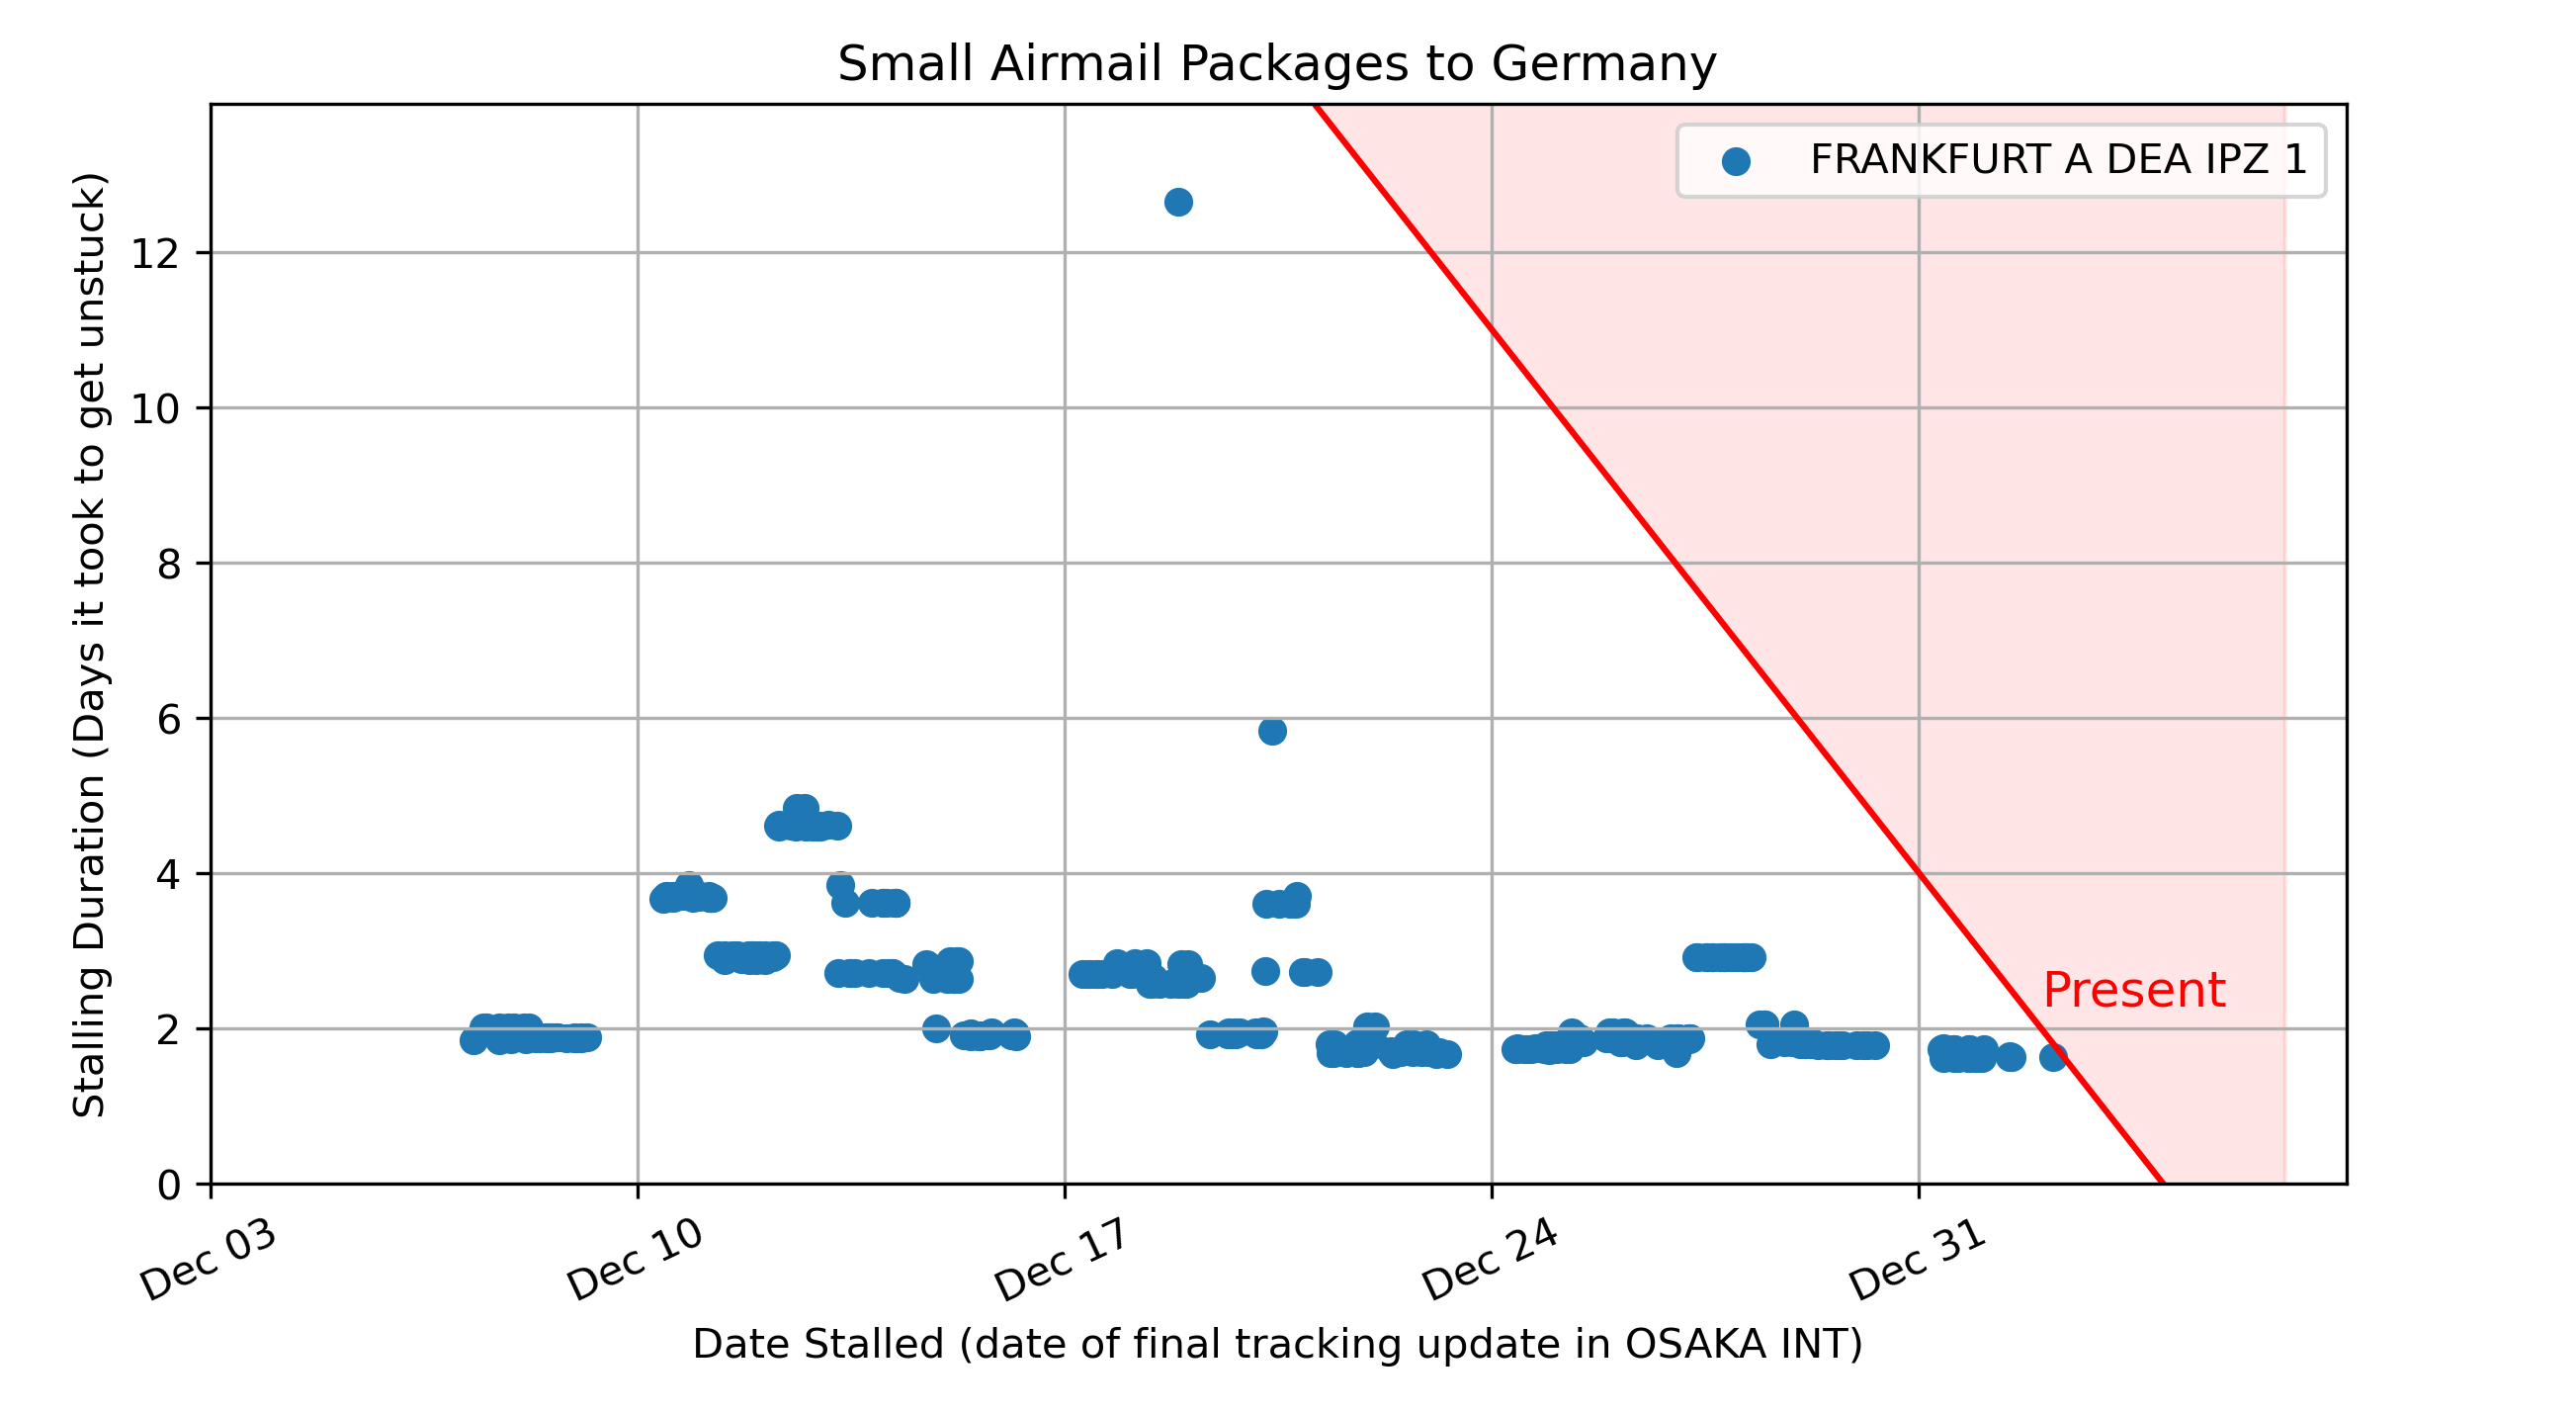 Small Airmail Packages to Germany
FRANKFURT A DEA IPZ 1
Stalling Duration (Days it took to get unstuck)
12
10
8
6
4
2
0
Present
Dec 03
Dec 10
Dec 17
Dec 24
Dec 31
Date Stalled (date of final tracking update in OSAKA INT)